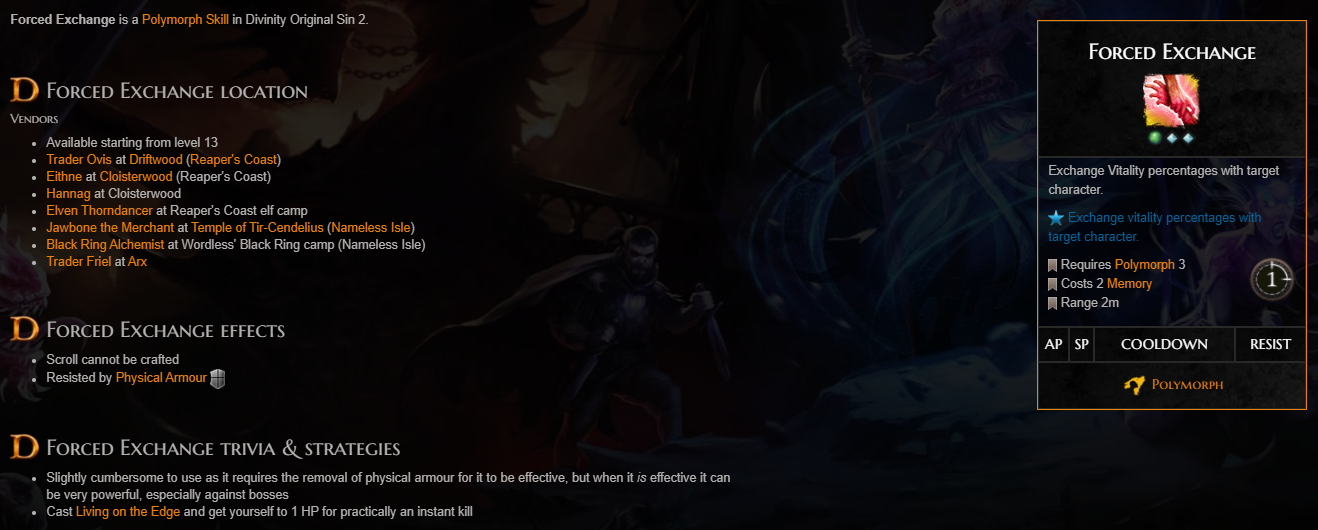 Forced Exchange is a Polymorph Skill in Divinity Original Sin 2.
Forced Exchange location
Vendors
Available starting from level 13
Trader Ovis at Driftwood (Reaper's Coast)
Eithne at Cloisterwood (Reaper's Coast)
Hannag at Cloisterwood
Elven Thorndancer at Reaper's Coast elf camp
Jawbone the Merchant at Temple of Tir-Cendelius (Nameless Isle)
Black Ring Alchemist at Wordless' Black Ring camp (Nameless Isle)
Trader Friel at Arx
Forced Exchange effects
Scroll cannot be crafted
Resisted by Physical Armour
Forced Exchange trivia & strategies
Slightly cumbersome to use as it requires the removal of physical armour for it to be effective, but when it is effective it can
be very powerful, especially against bosses
Cast Living on the Edge and get yourself to 1 HP for practically an instant kill
Forced Exchange
Exchange Vitality percentages with target
character.
Exchange vitality percentages with
target character.
Requires Polymorph 3
Costs 2 Memory
Range 2m
1
AP SP COOLDOWN RESIST
Polymorph